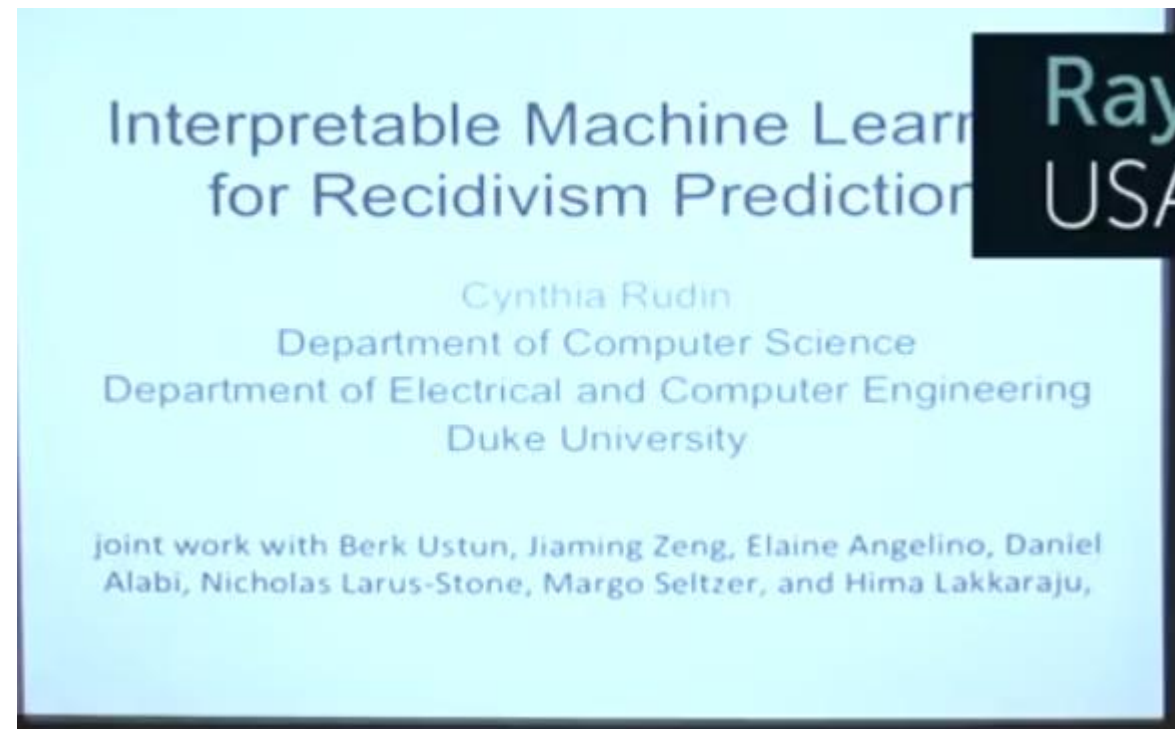 Interpretable Machine Lear
for Recidivism Prediction
Cynthia Rudin
Department of Computer Science
Department of Electrical and Computer Engineering
Duke University
joint work with Berk Ustun, Jiaming Zeng, Elaine Angelino, Daniel
Alabi, Nicholas Larus-Stone, Margo Seltzer, and Hima Lakkaraju,
Ray
USA